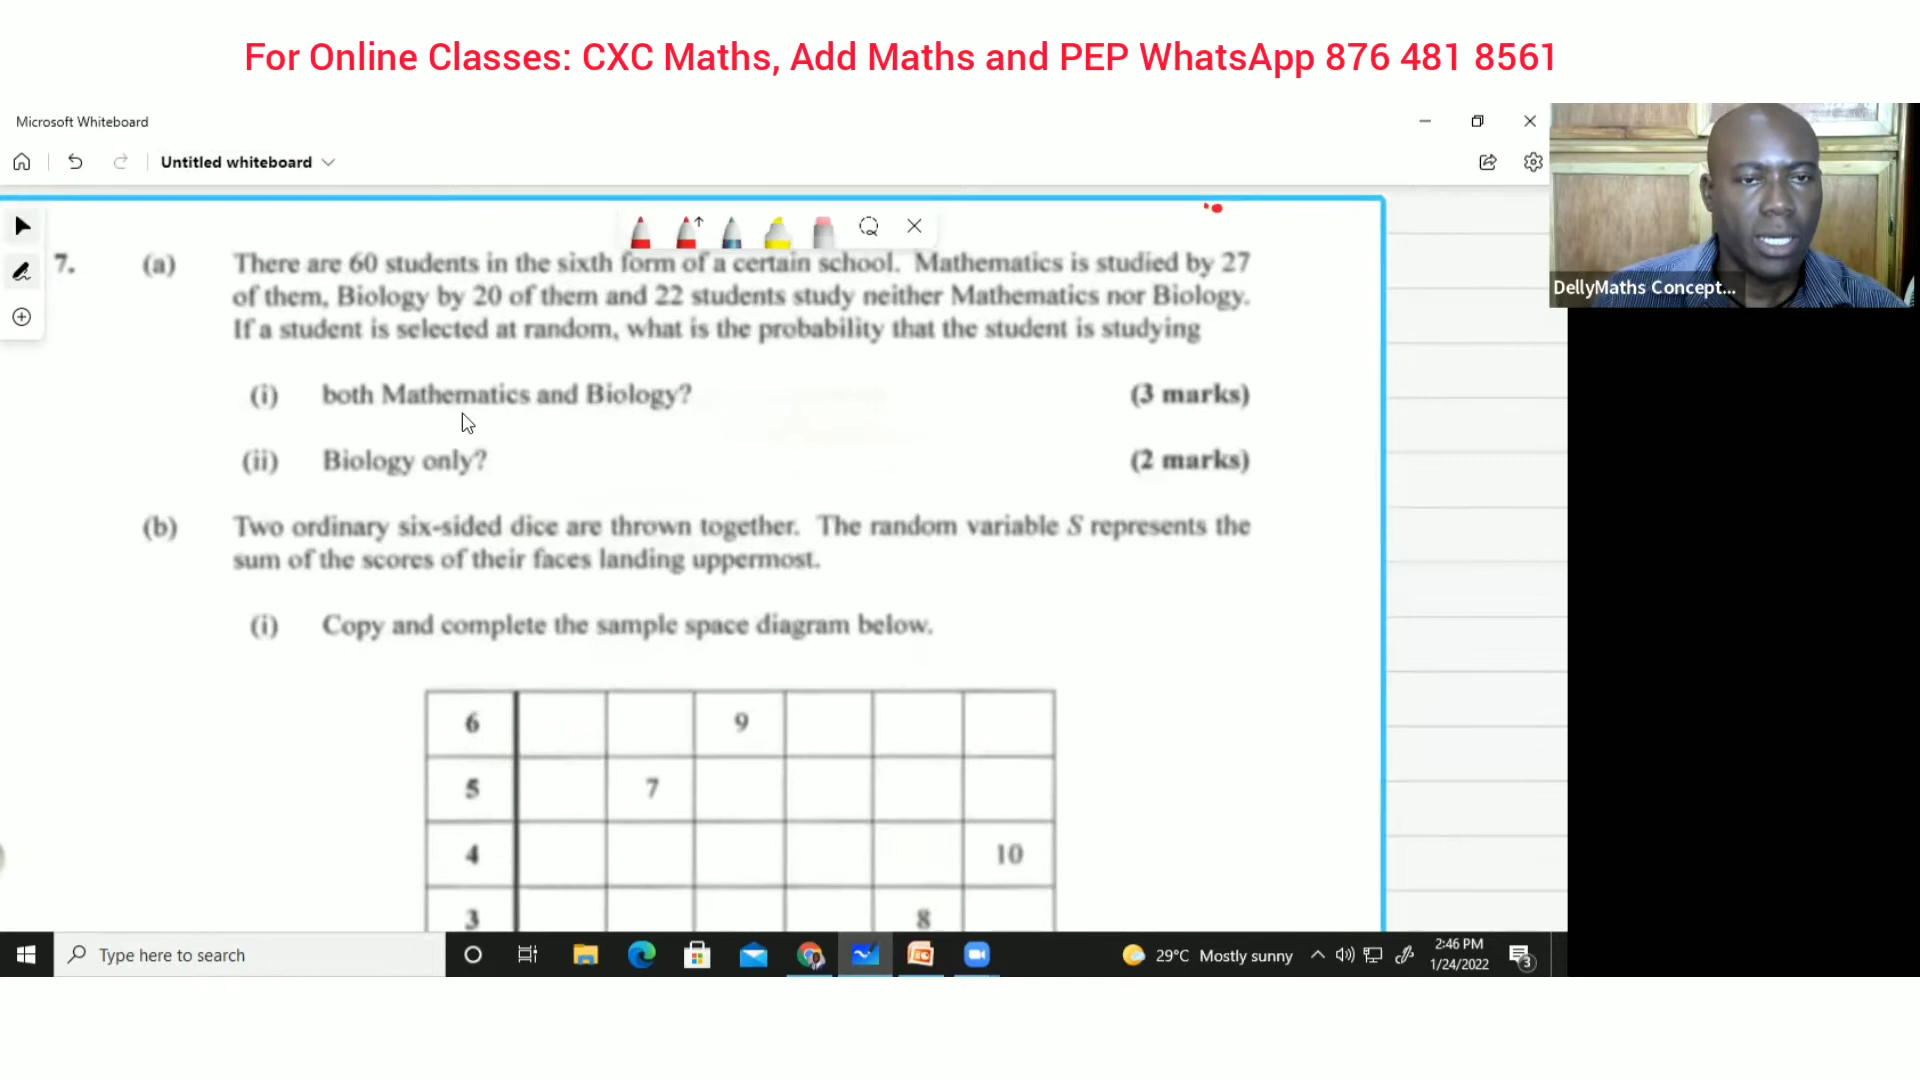 For Online Classes: CXC Maths, Add Maths and PEP WhatsApp 876 481 8561
Microsoft Whiteboard
Untitled whiteboard
DellyMaths Concept...
7. (a) There are 60 students in the sixth form of a certain school. Mathematics is studied by 27
of them, Biology by 20 of them and 22 students study neither Mathematics nor Biology.
If a student is selected at random, what is the probability that the student is studying
(i) both Mathematics and Biology? (3 marks)
(ii) Biology only? (2 marks)
(b) Two ordinary six-sided dice are thrown together. The random variable S represents the
sum of the scores of their faces landing uppermost.
(i) Copy and complete the sample space diagram below.
6 9
5 7
4 10
3 8
Type here to search
29°C Mostly sunny
2:46 PM
1/24/2022
3